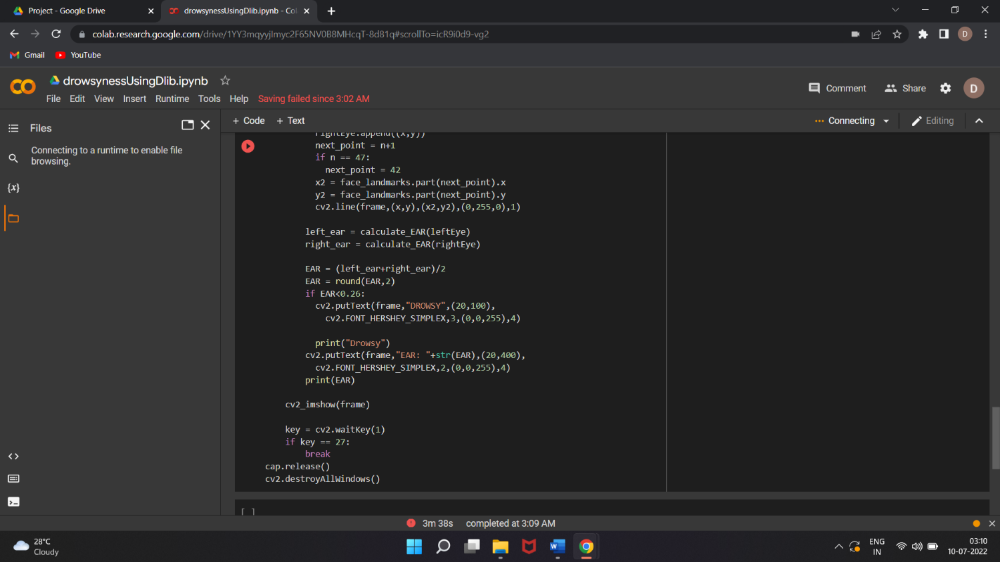 Project - Google Drive
drowsynessUsingDlib.ipynb - Co
colab.research.google.com/drive/1YY3mqyyjlmyc2F65NV0B8MHcqT-8d81q#scrollTo=icR9i0d9-vg2
D
Gmail
YouTube
drowsynessUsingDlib.ipynb
Comment
Share
D
File Edit View Insert Runtime Tools Help Saving failed since 3:02 AM
Files
+ Code + Text
Connecting
Editing
Connecting to a runtime to enable file
browsing.
{x}
rightEye.append((x,y))
next_point = n+1
if n == 47:
next_point = 42
x2 = face_landmarks.part(next_point).x
y2 = face_landmarks.part(next_point).y
cv2.line(frame,(x,y),(x2,y2),(0,255,0),1)
left_ear = calculate_EAR(leftEye)
right_ear = calculate_EAR(rightEye)
EAR = (left_ear+right_ear)/2
EAR = round(EAR,2)
if EAR<0.26:
cv2.putText(frame,"DROWSY",(20,100),
cv2.FONT_HERSHEY_SIMPLEX,3,(0,0,255),4)
print("Drowsy")
cv2.putText(frame,"EAR: "+str(EAR),(20,400),
cv2.FONT_HERSHEY_SIMPLEX,2,(0,0,255),4)
print(EAR)
cv2_imshow(frame)
key = cv2.waitKey(1)
if key == 27:
break
cap.release()
cv2.destroyAllWindows()
[ ]
3m 38s completed at 3:09 AM
28°C
Cloudy
ENG
IN
03:10
10-07-2022